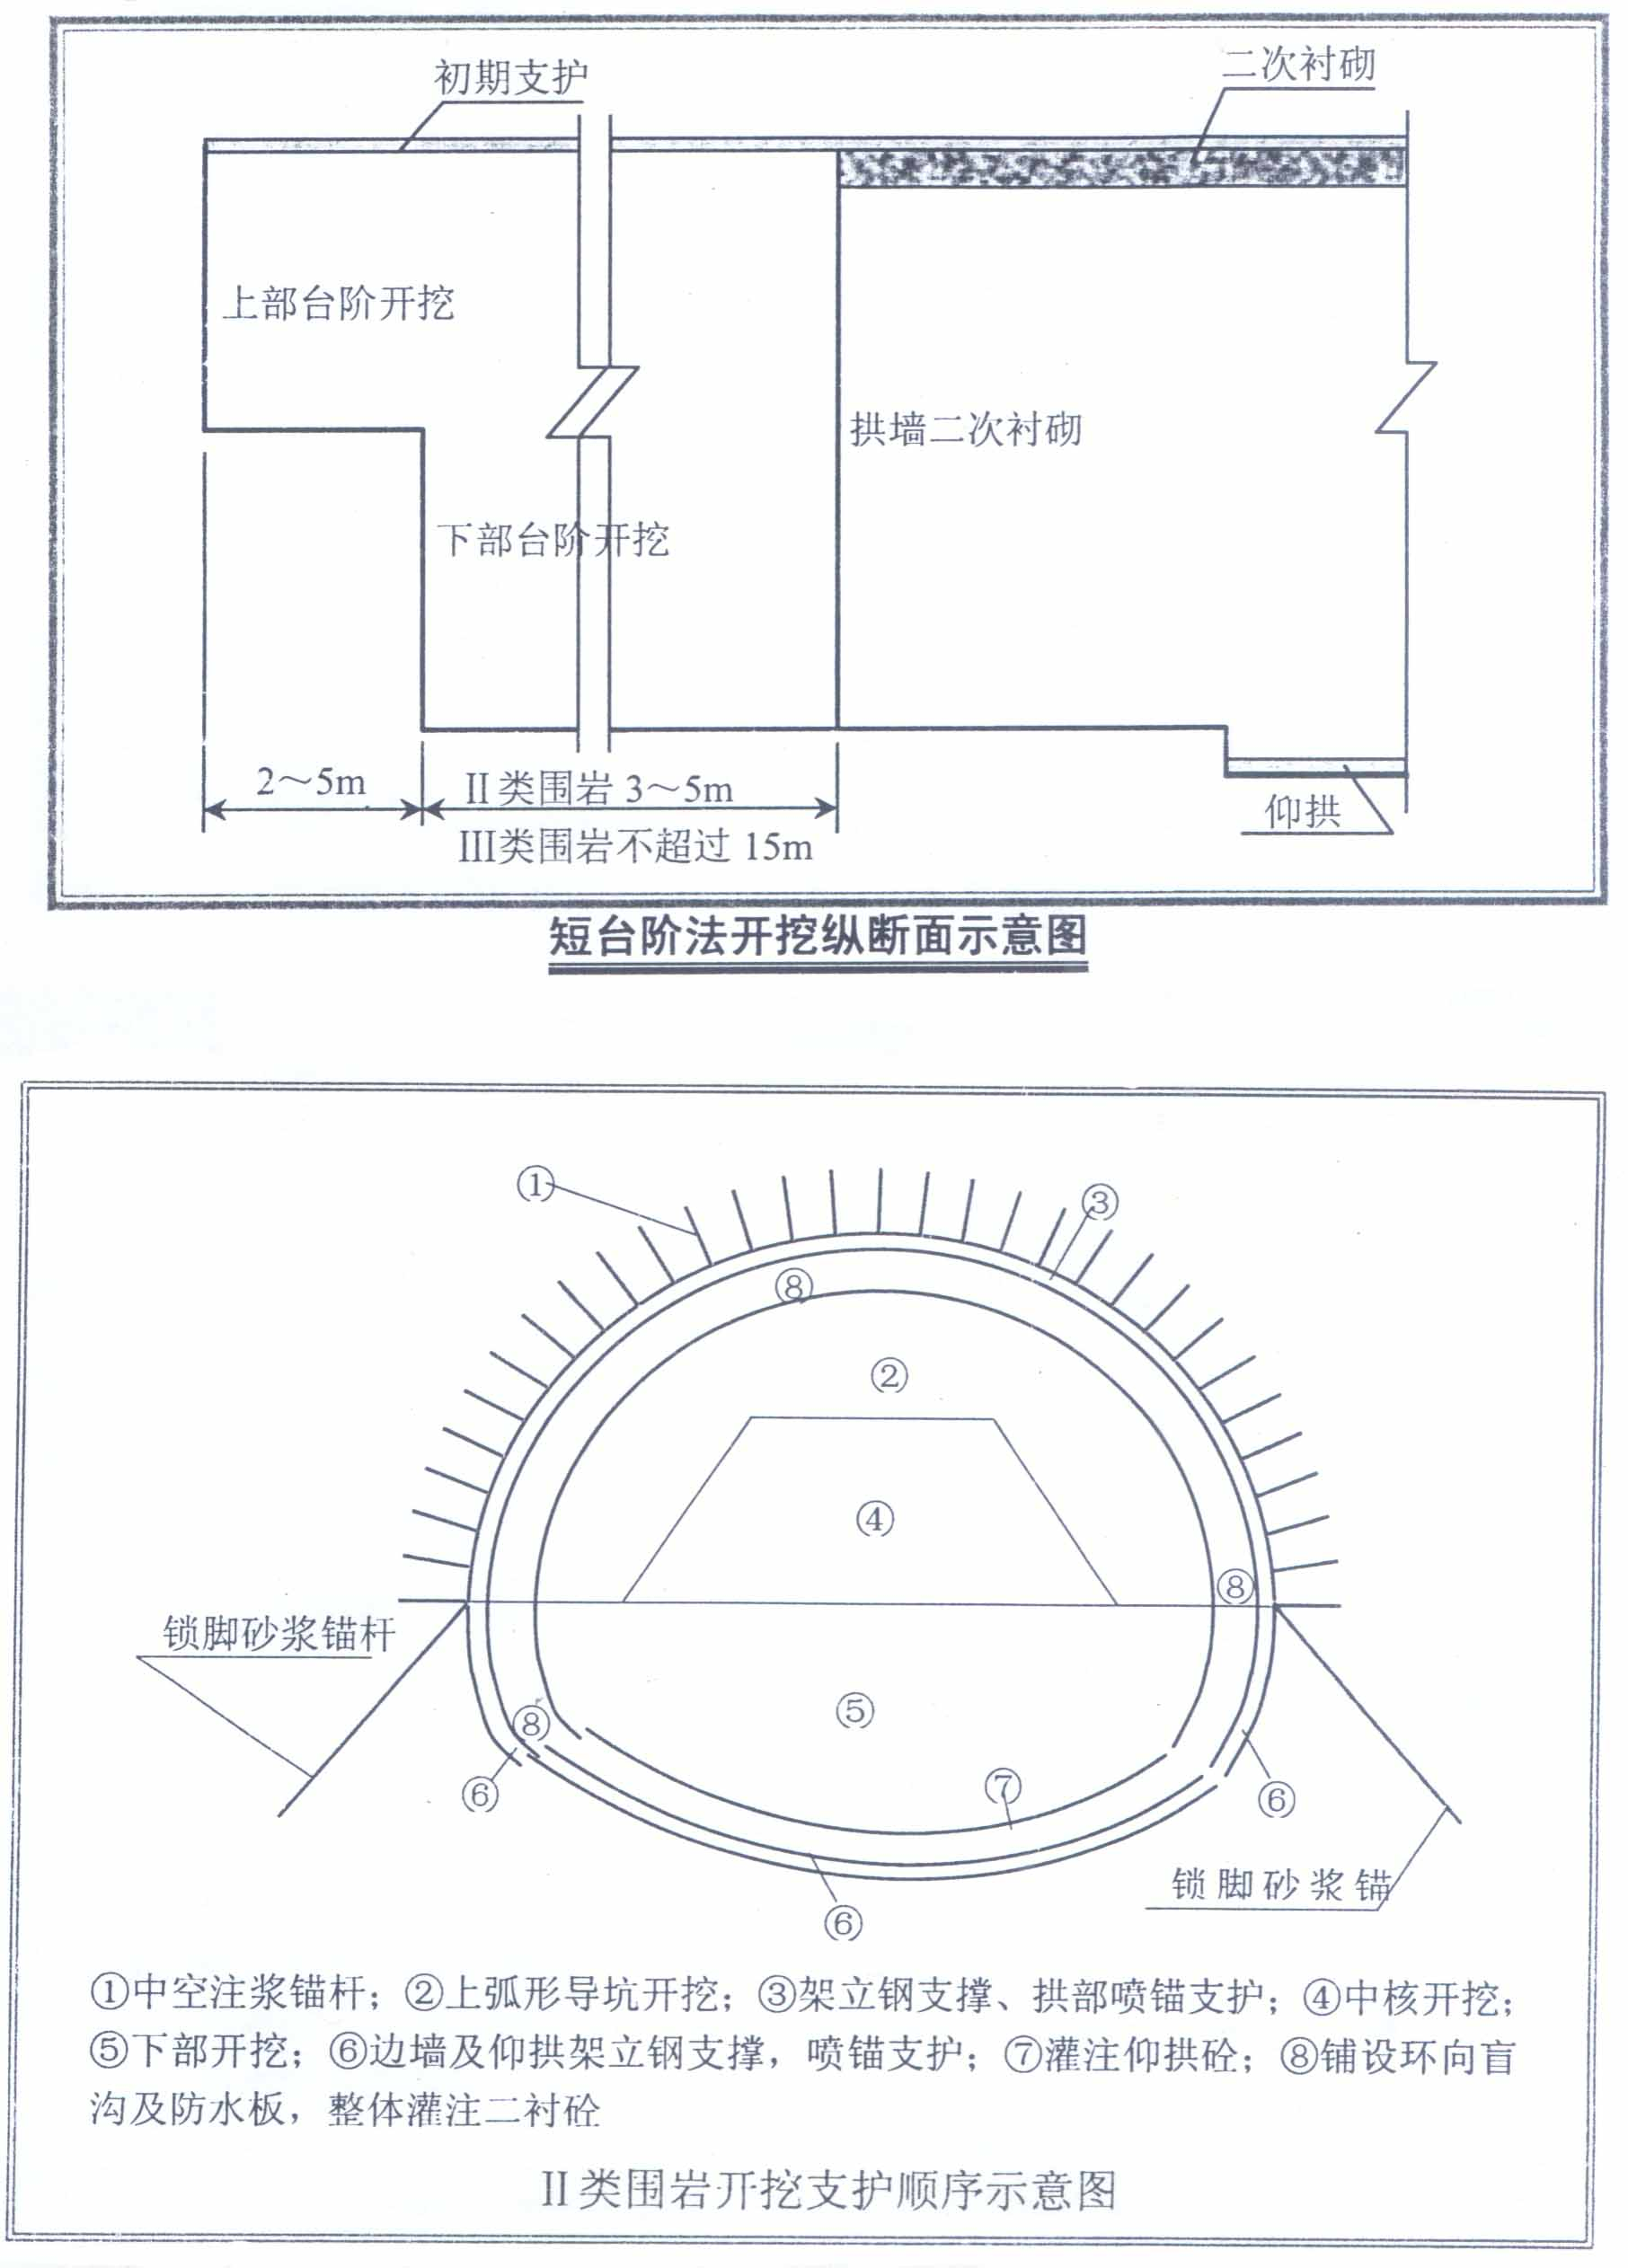 初期支护
二次衬砌
上部台阶开挖
拱墙二次衬砌
下部台阶开挖
2～5m
II类围岩 3～5m
III类围岩不超过 15m
仰拱
短台阶法开挖纵断面示意图
①
③
⑧
②
④
⑧
锁脚砂浆锚杆
⑤
⑧
⑥
⑦
⑥
锁脚砂浆锚
⑥
①中空注浆锚杆；②上弧形导坑开挖；③架立钢支撑、拱部喷锚支护；④中核开挖；
⑤下部开挖；⑥边墙及仰拱架立钢支撑，喷锚支护；⑦灌注仰拱砼；⑧铺设环向盲
沟及防水板，整体灌注二衬砼
II类围岩开挖支护顺序示意图